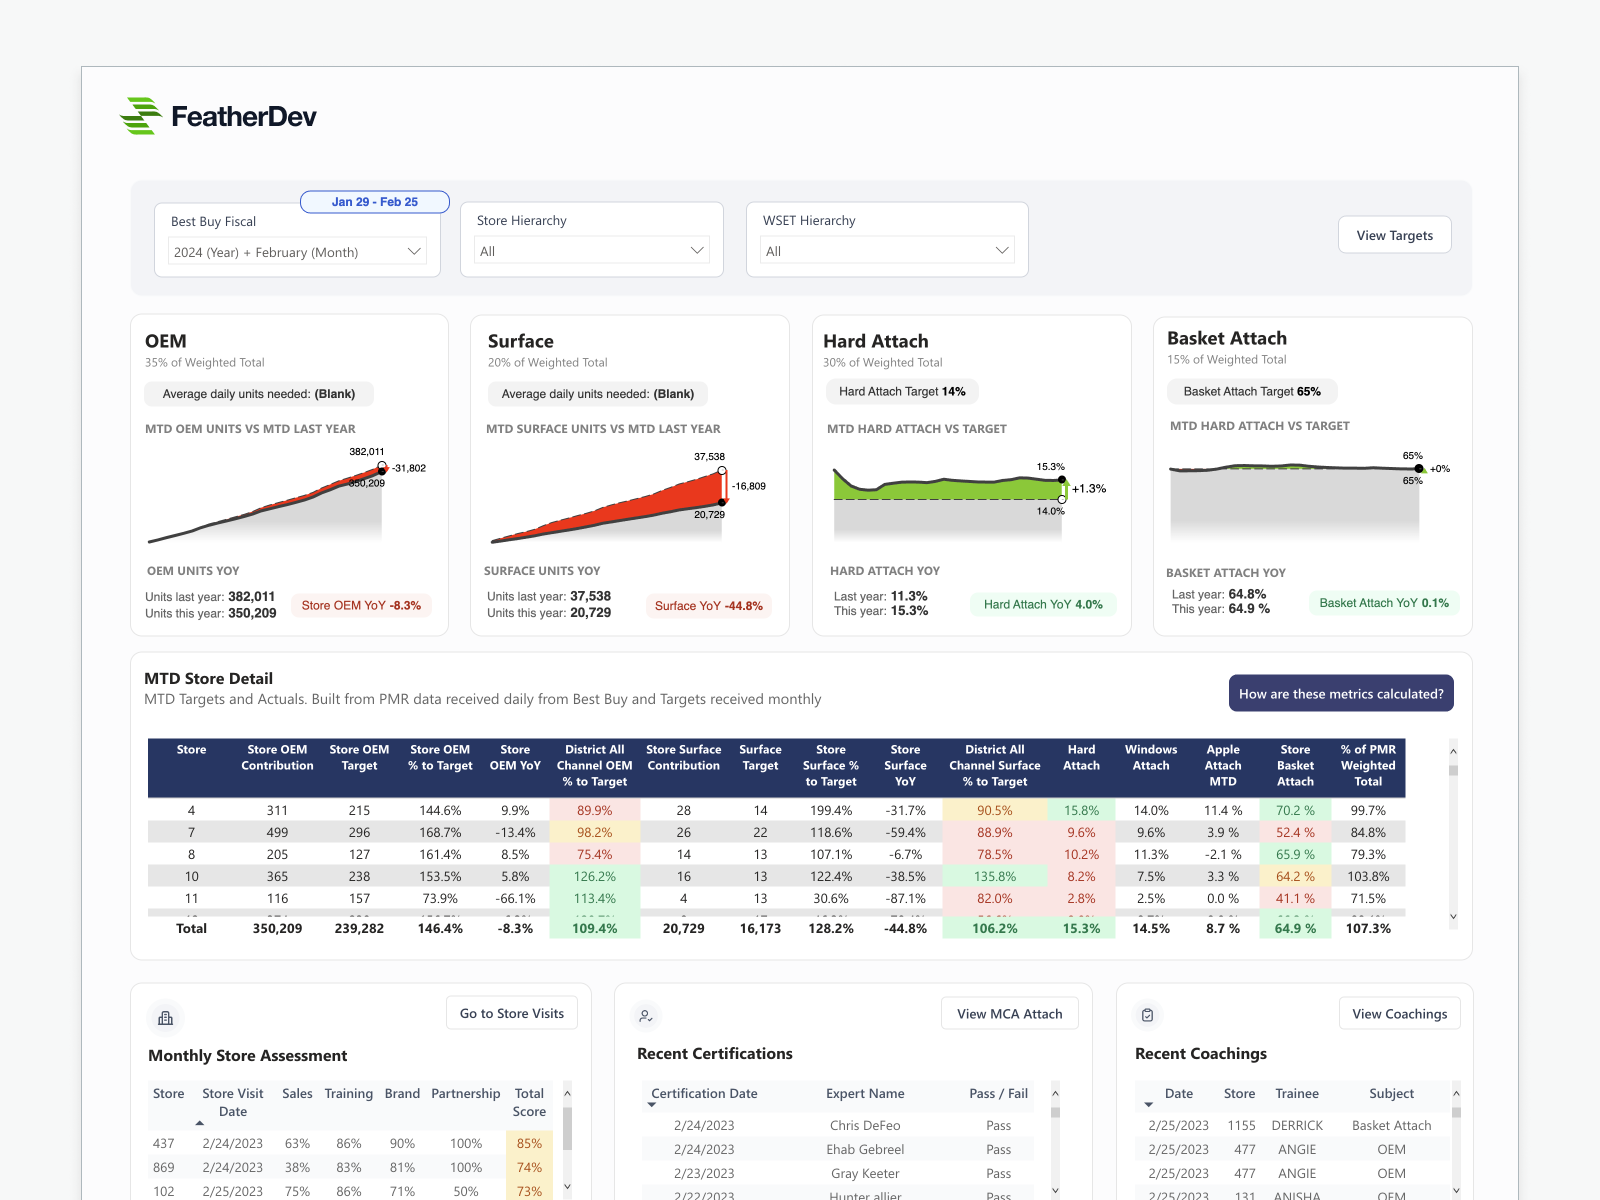 FeatherDev
Jan 29 - Feb 25
Best Buy Fiscal
2024 (Year) + February (Month)
Store Hierarchy
All
WSET Hierarchy
All
View Targets
OEM
35% of Weighted Total
Average daily units needed: (Blank)
MTD OEM UNITS VS MTD LAST YEAR
382,011
-31,802
350,209
OEM UNITS YOY
Units last year: 382,011
Units this year: 350,209
Store OEM YoY -8.3%
Surface
20% of Weighted Total
Average daily units needed: (Blank)
MTD SURFACE UNITS VS MTD LAST YEAR
37,538
-16,809
20,729
SURFACE UNITS YOY
Units last year: 37,538
Units this year: 20,729
Surface YoY -44.8%
Hard Attach
30% of Weighted Total
Hard Attach Target 14%
MTD HARD ATTACH VS TARGET
15.3%
+1.3%
14.0%
HARD ATTACH YOY
Last year: 11.3%
This year: 15.3%
Hard Attach YoY 4.0%
Basket Attach
15% of Weighted Total
Basket Attach Target 65%
MTD HARD ATTACH VS TARGET
65%
+0%
65%
BASKET ATTACH YOY
Last year: 64.8%
This year: 64.9 %
Basket Attach YoY 0.1%
MTD Store Detail
MTD Targets and Actuals. Built from PMR data received daily from Best Buy and Targets received monthly
How are these metrics calculated?
Store | Store OEM Contribution | Store OEM Target | Store OEM % to Target | Store OEM YoY | District All Channel OEM % to Target | Store Surface Contribution | Surface Target | Store Surface % to Target | Store Surface YoY | District All Channel Surface % to Target | Hard Attach | Windows Attach | Apple Attach MTD | Store Basket Attach | % of PMR Weighted Total
4 311 215 144.6% 9.9% 89.9% 28 14 199.4% -31.7% 90.5% 15.8% 14.0% 11.4 % 70.2 % 99.7%
7 499 296 168.7% -13.4% 98.2% 26 22 118.6% -59.4% 88.9% 9.6% 9.6% 3.9 % 52.4 % 84.8%
8 205 127 161.4% 8.5% 75.4% 14 13 107.1% -6.7% 78.5% 10.2% 11.3% -2.1 % 65.9 % 79.3%
10 365 238 153.5% 5.8% 126.2% 16 13 122.4% -38.5% 135.8% 8.2% 7.5% 3.3 % 64.2 % 103.8%
11 116 157 73.9% -66.1% 113.4% 4 13 30.6% -87.1% 82.0% 2.8% 2.5% 0.0 % 41.1 % 71.5%
Total 350,209 239,282 146.4% -8.3% 109.4% 20,729 16,173 128.2% -44.8% 106.2% 15.3% 14.5% 8.7 % 64.9 % 107.3%
Go to Store Visits
Monthly Store Assessment
Store | Store Visit Date | Sales | Training | Brand | Partnership | Total Score
437 2/24/2023 63% 86% 90% 100% 85%
869 2/24/2023 38% 83% 81% 100% 74%
102 2/25/2023 75% 86% 71% 50% 73%
View MCA Attach
Recent Certifications
Certification Date Expert Name Pass / Fail
2/24/2023 Chris DeFeo Pass
2/24/2023 Ehab Gebreel Pass
2/23/2023 Gray Keeter Pass
2/22/2023 Hunter allier Pass
View Coachings
Recent Coachings
Date Store Trainee Subject
2/25/2023 1155 DERRICK Basket Attach
2/25/2023 477 ANGIE OEM
2/25/2023 477 ANGIE OEM
2/25/2023 131 ANISHA OEM